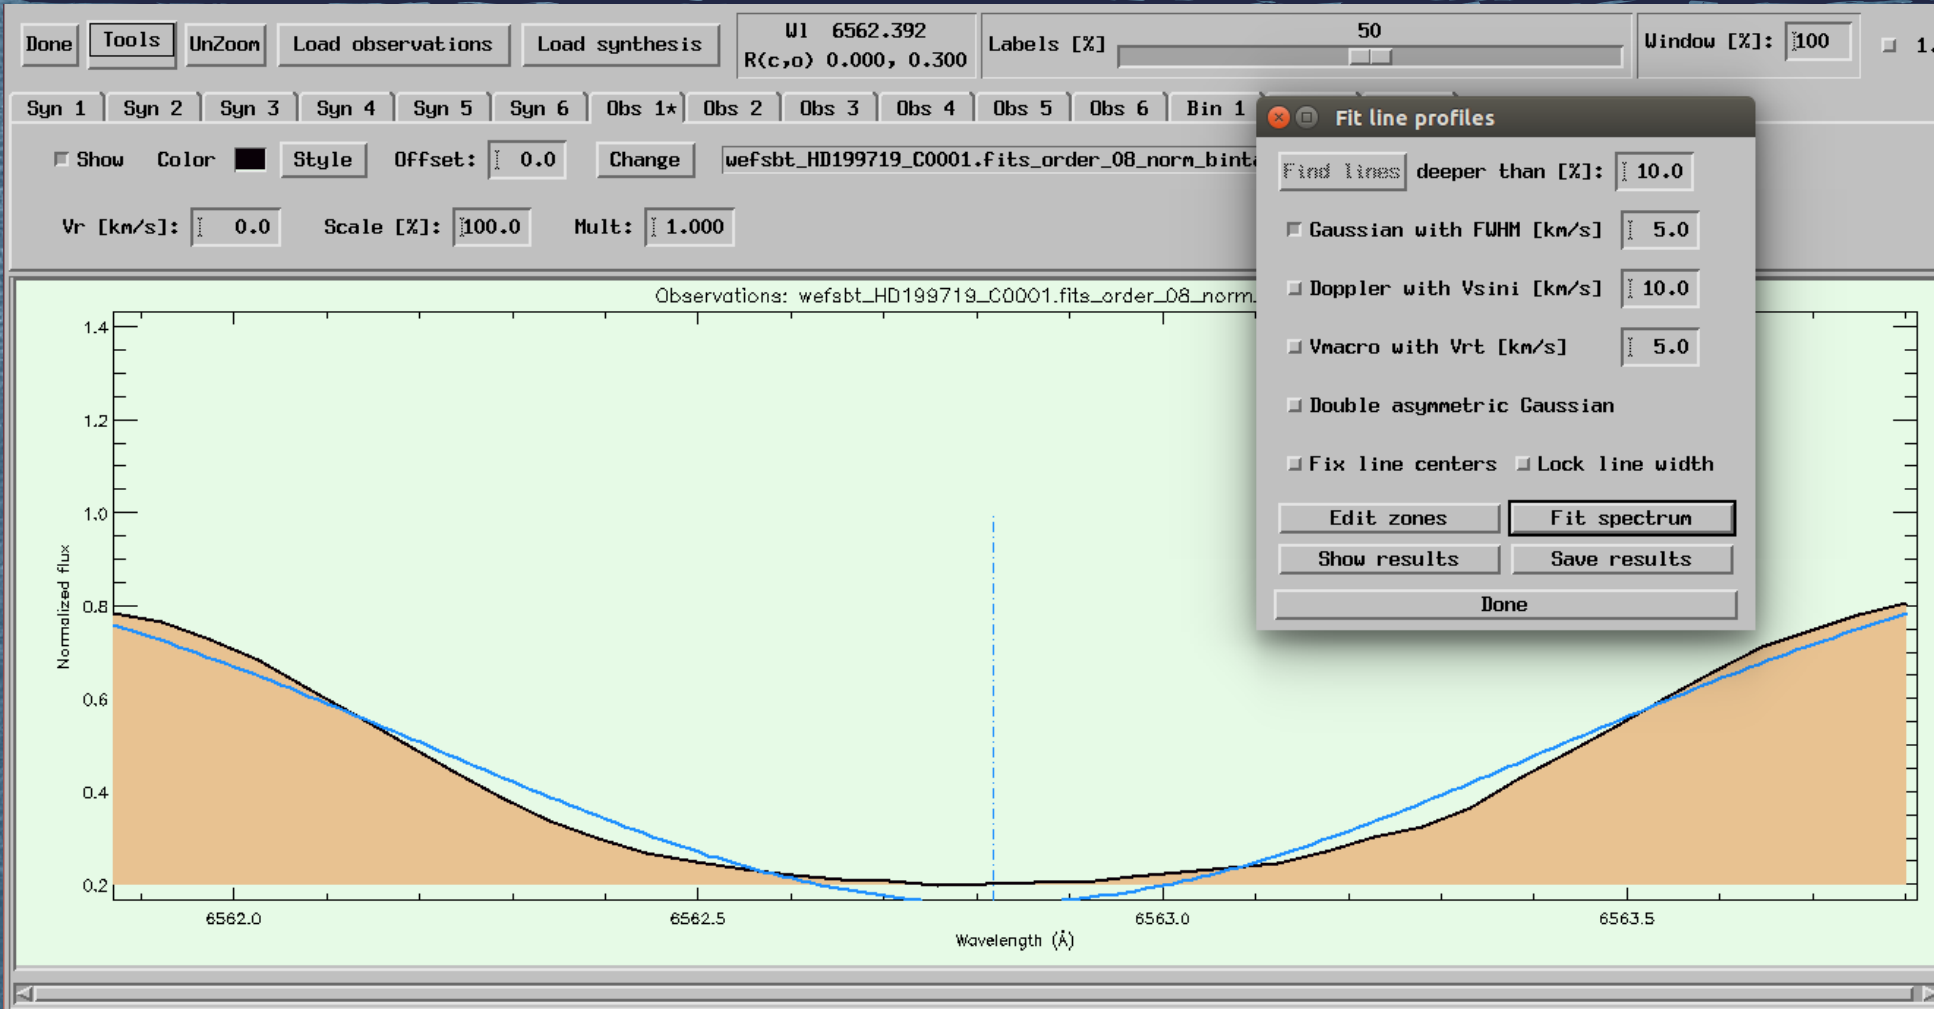 Done Tools UnZoom Load observations Load synthesis
Wl 6562.392
R(c,o) 0.000, 0.300
Labels [%] 50
Window [%]: 100
1.
Syn 1 Syn 2 Syn 3 Syn 4 Syn 5 Syn 6 Obs 1* Obs 2 Obs 3 Obs 4 Obs 5 Obs 6 Bin 1
Show Color Style Offset: 0.0 Change wefsbt_HD199719_C0001.fits_order_08_norm_binta
Vr [km/s]: 0.0 Scale [%]: 100.0 Mult: 1.000
Observations: wefsbt_HD199719_C0001.fits_order_08_norm_
1.4
1.2
1.0
0.8
0.6
0.4
0.2
Normalized flux
6562.0 6562.5 6563.0 6563.5
Wavelength (Å)
Fit line profiles
Find lines deeper than [%]: 10.0
Gaussian with FWHM [km/s] 5.0
Doppler with Vsini [km/s] 10.0
Vmacro with Vrt [km/s] 5.0
Double asymmetric Gaussian
Fix line centers Lock line width
Edit zones Fit spectrum
Show results Save results
Done